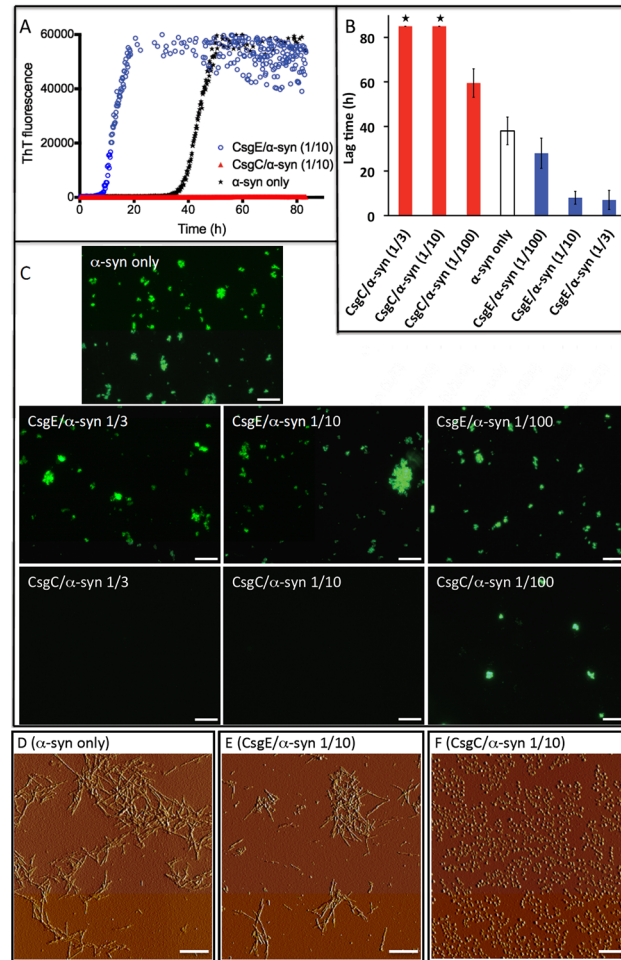 A
ThT fluorescence
60000
40000
20000
0
0 20 40 60 80
Time (h)
CsgE/α-syn (1/10)
CsgC/α-syn (1/10)
α-syn only
B
Lag time (h)
80
60
40
20
0
CsgC/α-syn (1/3)
CsgC/α-syn (1/10)
CsgC/α-syn (1/100)
α-syn only
CsgE/α-syn (1/100)
CsgE/α-syn (1/10)
CsgE/α-syn (1/3)
C
α-syn only
CsgE/α-syn 1/3
CsgE/α-syn 1/10
CsgE/α-syn 1/100
CsgC/α-syn 1/3
CsgC/α-syn 1/10
CsgC/α-syn 1/100
D (α-syn only)
E (CsgE/α-syn 1/10)
F (CsgC/α-syn 1/10)